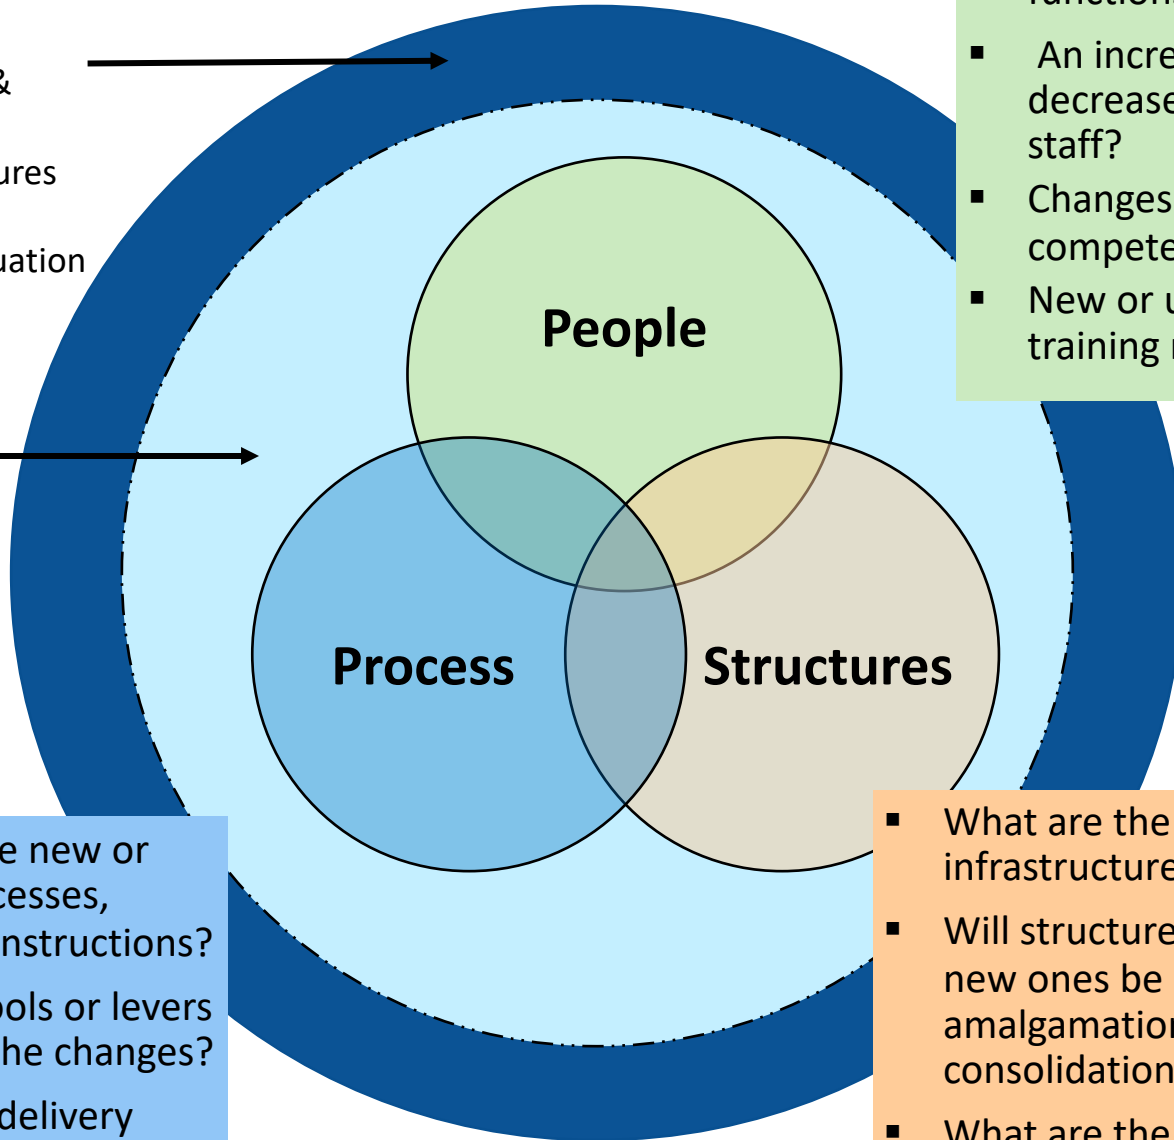 &
ures
uation
▪ An incre
decrease
staff?
▪ Changes
compete
▪ New or u
training
People
Process
Structures
e new or
cesses,
nstructions?
ools or levers
he changes?
delivery
▪ What are the
infrastructure
▪ Will structure
new ones be
amalgamation
consolidation
▪ What are the